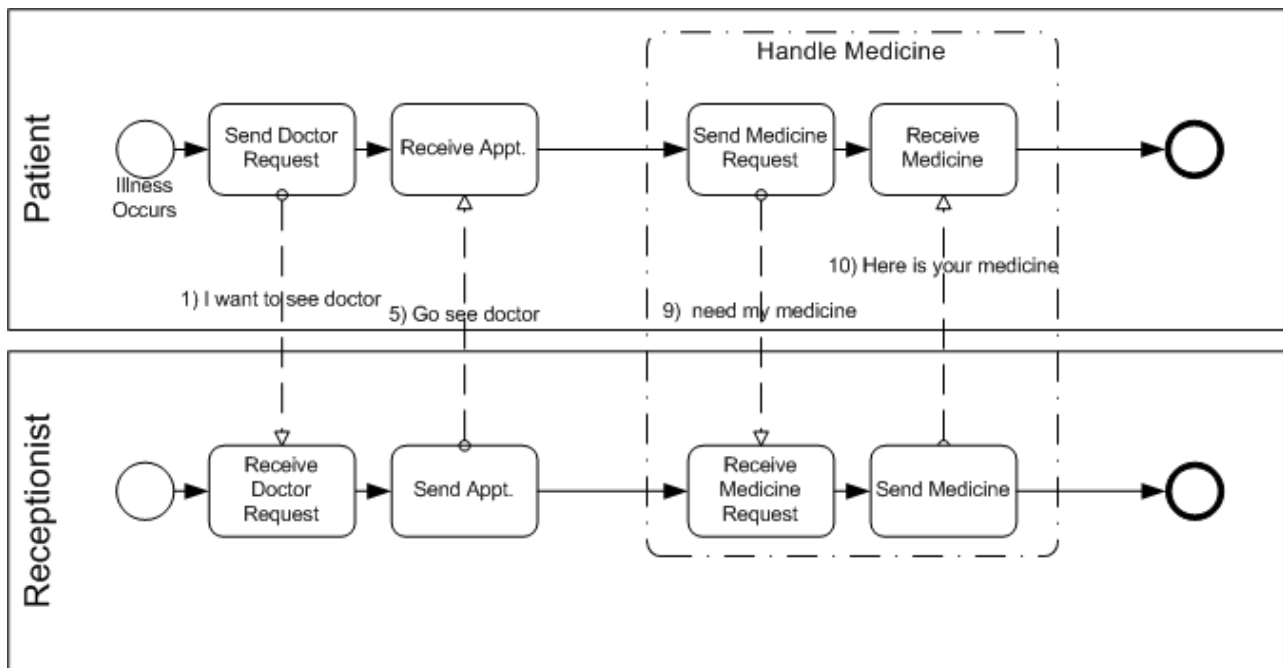 Handle Medicine
Patient
Send Doctor
Request
Receive Appt.
Send Medicine
Request
Receive
Medicine
Illness
Occurs
10) Here is your medicine
1) I want to see doctor
5) Go see doctor
9)  need my medicine
Receptionist
Receive
Doctor
Request
Send Appt.
Receive
Medicine
Request
Send Medicine